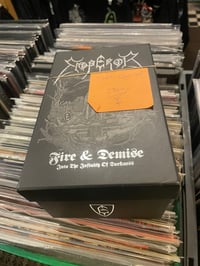 EMPEROR
Fire & Demise
Into The Infinity Of Darkness